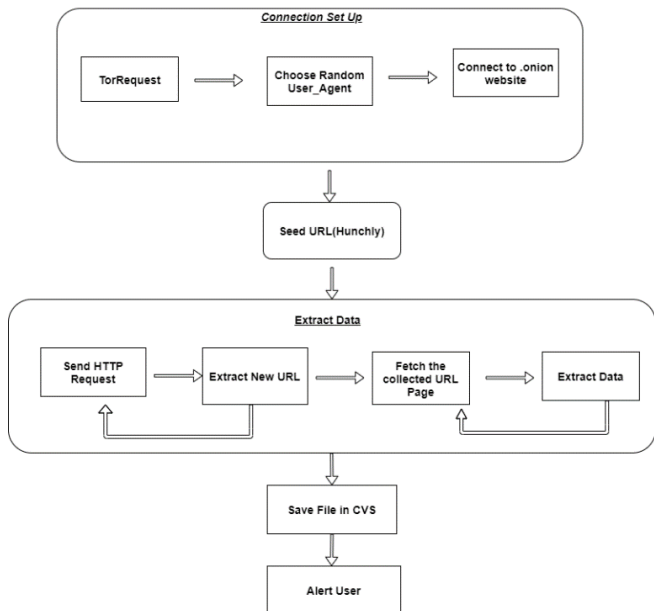 Connection Set Up
TorRequest
Choose Random
User_Agent
Connect to .onion
website
Seed URL(Hunchly)
Extract Data
Send HTTP
Request
Extract New URL
Fetch the
collected URL
Page
Extract Data
Save File in CVS
Alert User